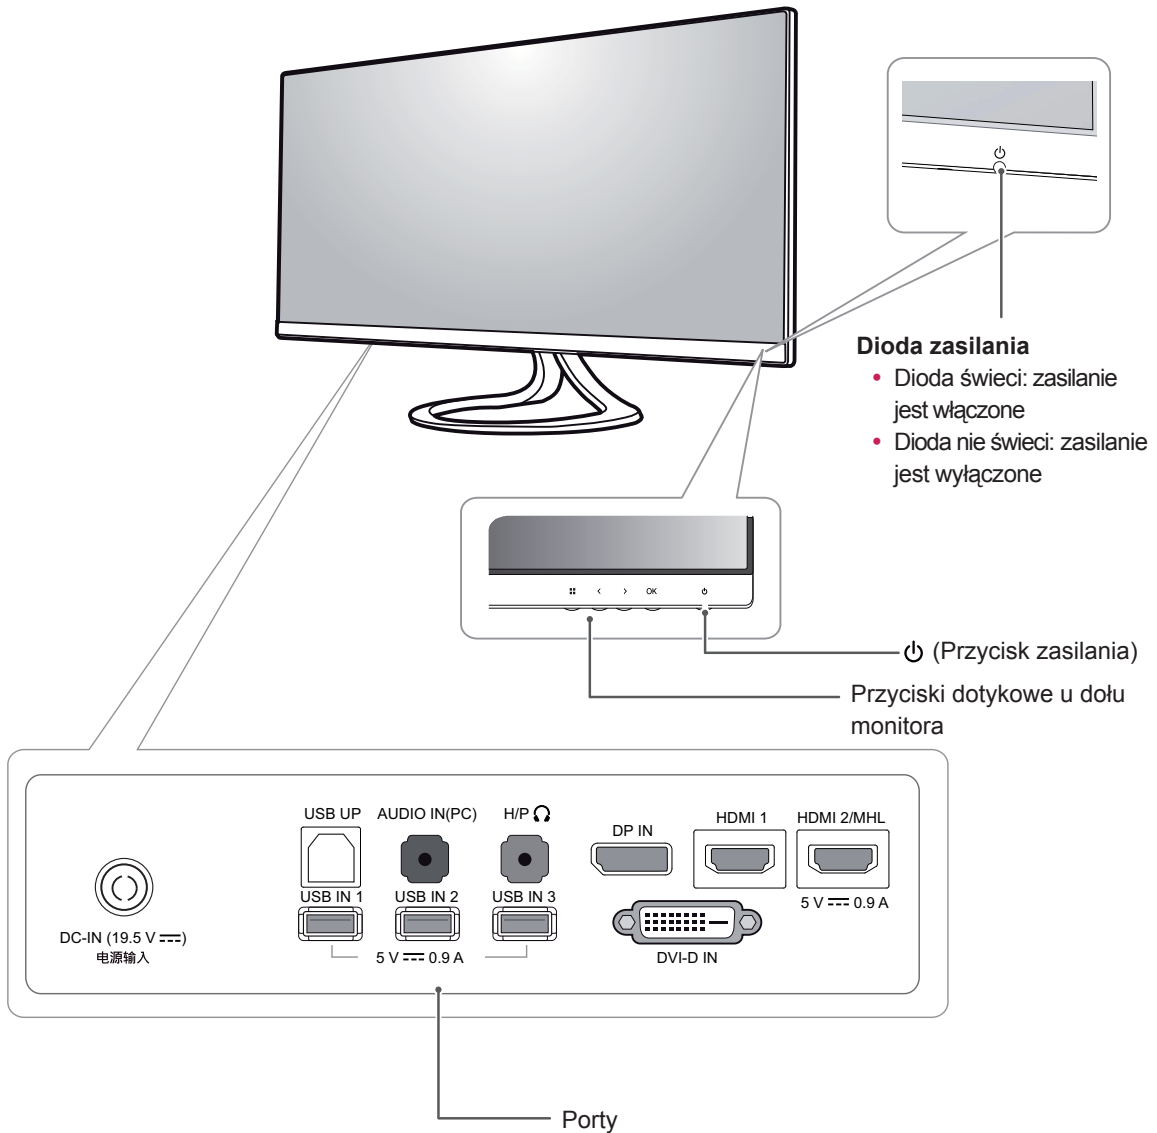 Dioda zasilania
• Dioda świeci: zasilanie
jest włączone
• Dioda nie świeci: zasilanie
jest wyłączone
OK
(Przycisk zasilania)
Przyciski dotykowe u dołu
monitora
USB UP
AUDIO IN(PC)
H/P
DP IN
HDMI 1
HDMI 2/MHL
USB IN 1
USB IN 2
USB IN 3
5 V ⎓ 0.9 A
DC-IN (19.5 V ⎓)
电源输入
5 V ⎓ 0.9 A
DVI-D IN
Porty